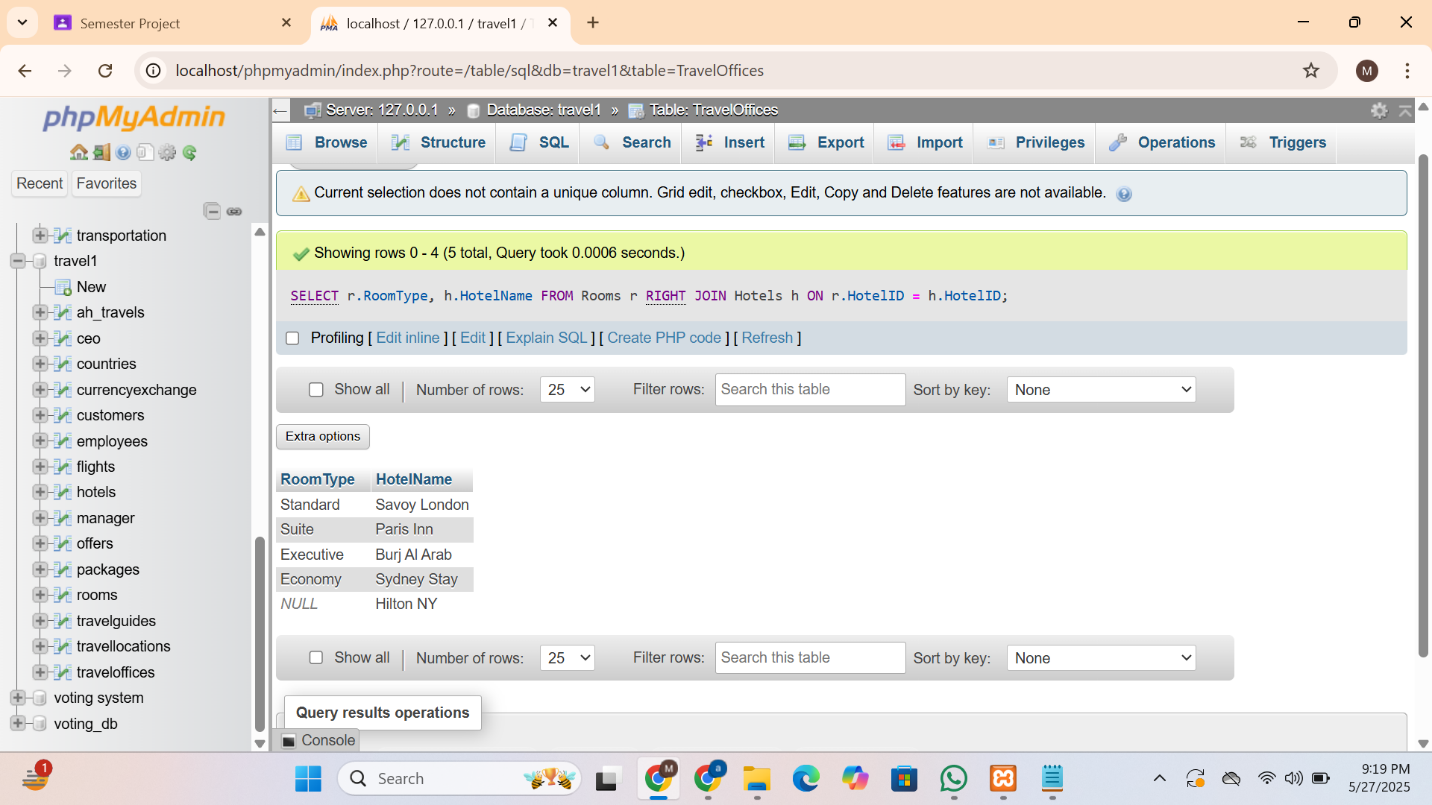 Semester Project
localhost / 127.0.0.1 / travel1 / T
localhost/phpmyadmin/index.php?route=/table/sql&db=travel1&table=TravelOffices
M
phpMyAdmin
Recent Favorites
transportation
travel1
New
ah_travels
ceo
countries
currencyexchange
customers
employees
flights
hotels
manager
offers
packages
rooms
travelguides
travellocations
traveloffices
voting system
voting_db
Server: 127.0.0.1 » Database: travel1 » Table: TravelOffices
Browse Structure SQL Search Insert Export Import Privileges Operations Triggers
Current selection does not contain a unique column. Grid edit, checkbox, Edit, Copy and Delete features are not available.
Showing rows 0 - 4 (5 total, Query took 0.0006 seconds.)
SELECT r.RoomType, h.HotelName FROM Rooms r RIGHT JOIN Hotels h ON r.HotelID = h.HotelID;
Profiling [ Edit inline ] [ Edit ] [ Explain SQL ] [ Create PHP code ] [ Refresh ]
Show all | Number of rows: 25 Filter rows: Search this table Sort by key: None
Extra options
RoomType HotelName
Standard Savoy London
Suite Paris Inn
Executive Burj Al Arab
Economy Sydney Stay
NULL Hilton NY
Show all | Number of rows: 25 Filter rows: Search this table Sort by key: None
Query results operations
Console
1
Search
M
a
9:19 PM
5/27/2025